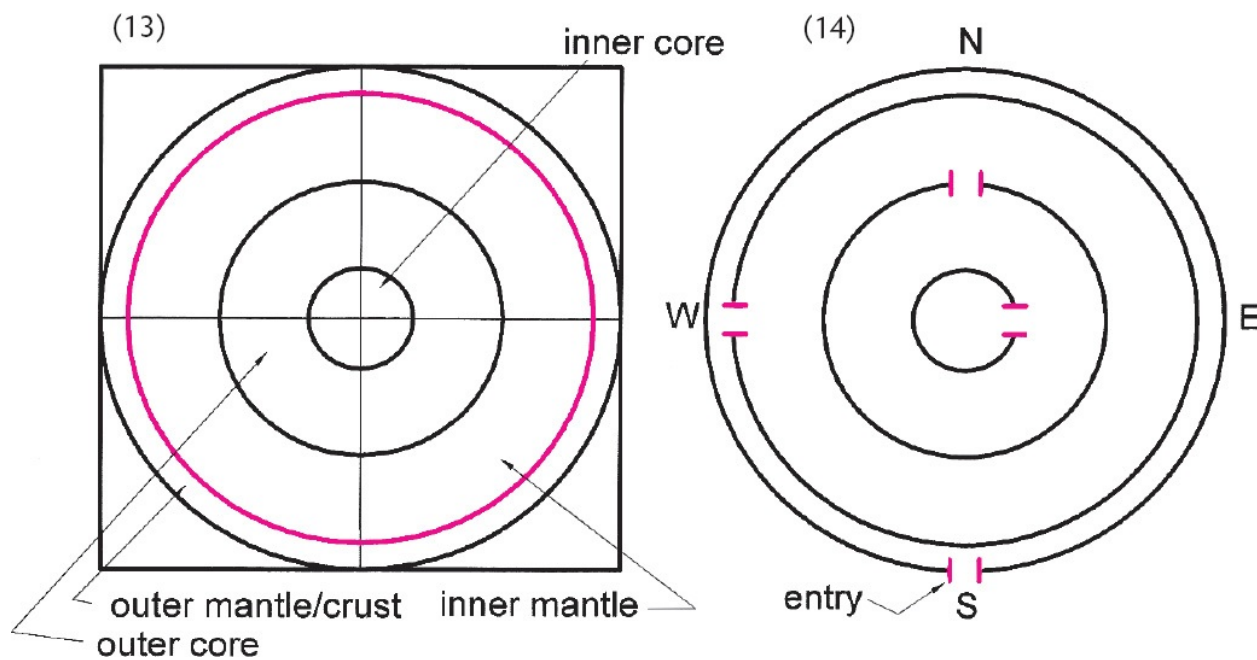 (13)
inner core
outer mantle/crust
inner mantle
outer core
(14)
N
W
E
entry
S